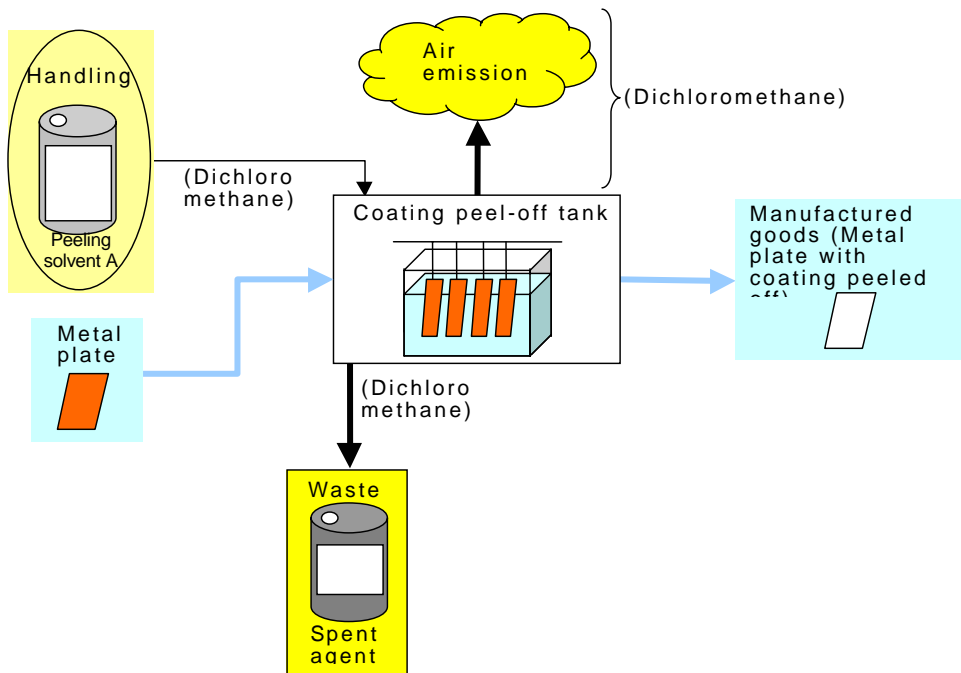 Handling
Peeling
solvent A
(Dichloro
methane)
Air
emission
(Dichloromethane)
Coating peel-off tank
Manufactured
goods (Metal
plate with
coating peeled
off)
Metal
plate
(Dichloro
methane)
Waste
Spent
agent